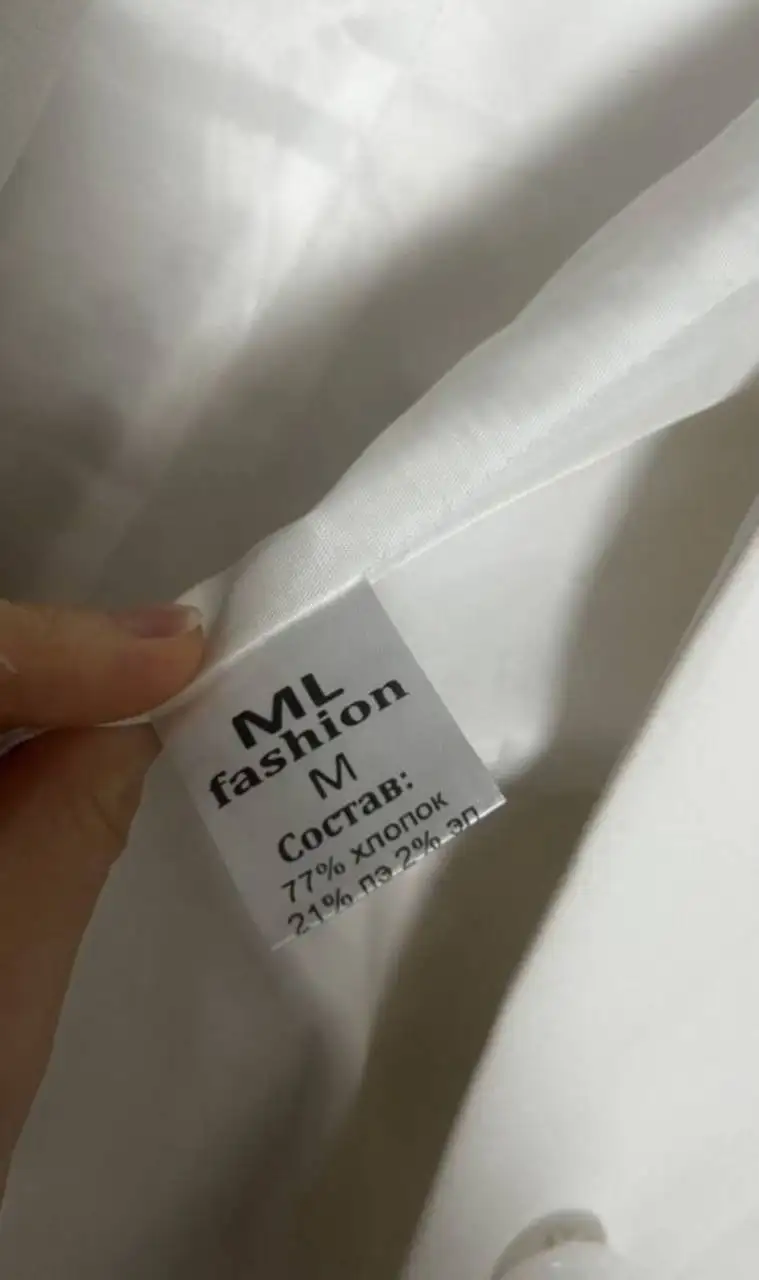 ML
fashion
M
Состав:
77% хлопок
21% пэ 2% эл